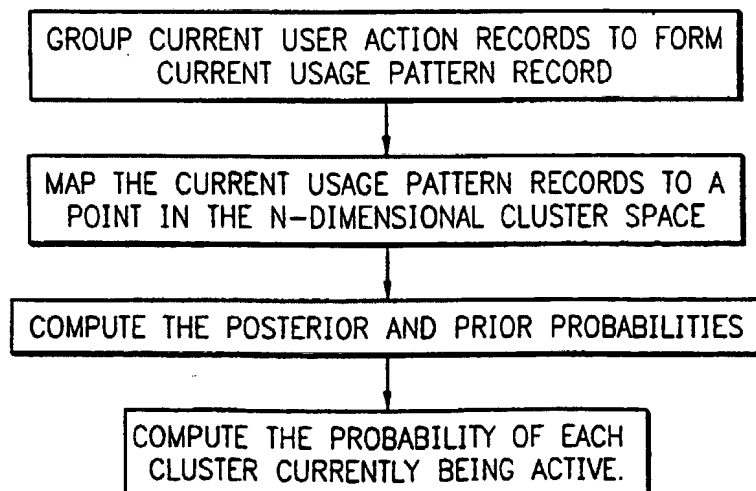 GROUP CURRENT USER ACTION RECORDS TO FORM
CURRENT USAGE PATTERN RECORD
MAP THE CURRENT USAGE PATTERN RECORDS TO A
POINT IN THE N-DIMENSIONAL CLUSTER SPACE
COMPUTE THE POSTERIOR AND PRIOR PROBABILITIES
COMPUTE THE PROBABILITY OF EACH
CLUSTER CURRENTLY BEING ACTIVE.